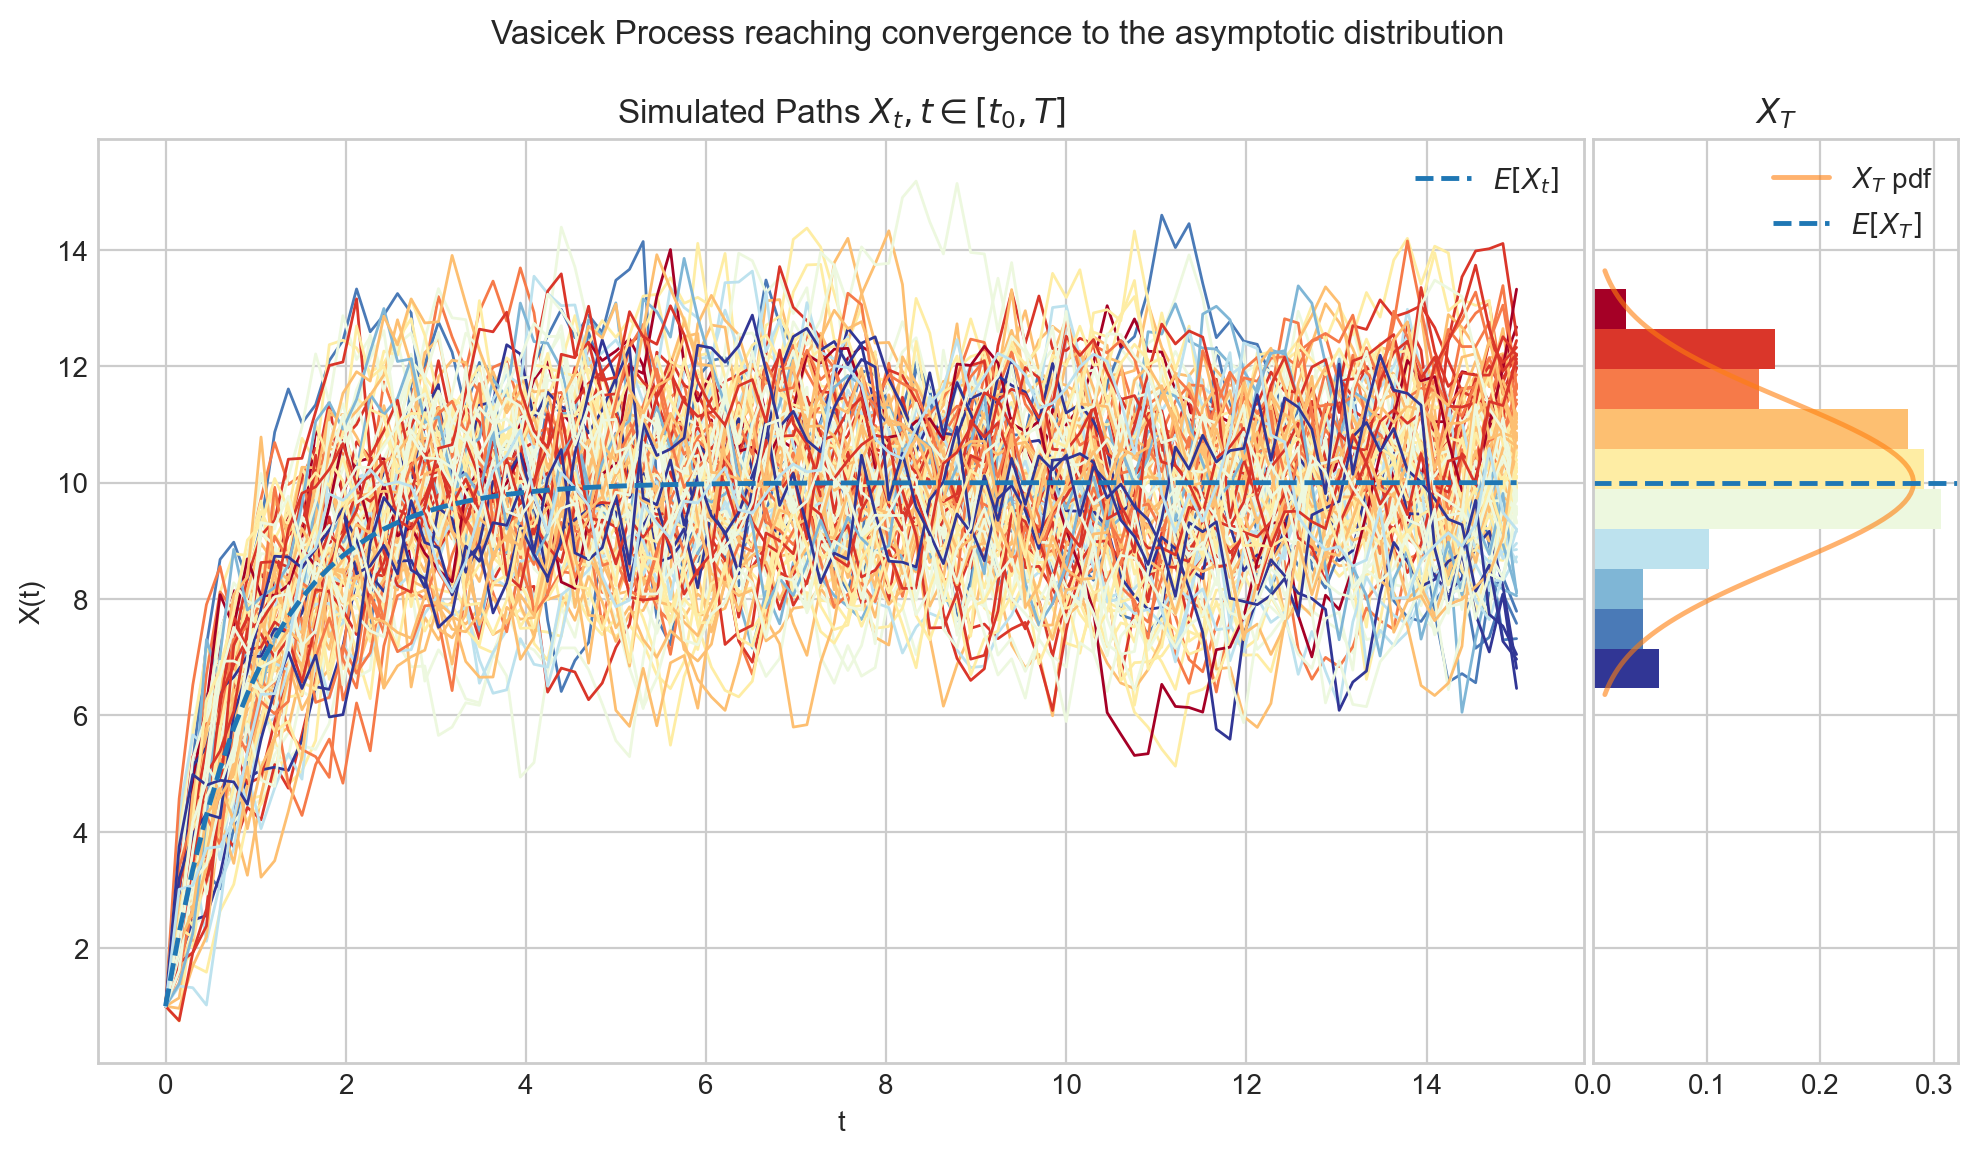 Vasicek Process reaching convergence to the asymptotic distribution
Simulated Paths $X_t, t \in [t_0, T]$
$X_T$
$E[X_t]$
$X_T$ pdf
$E[X_T]$
14
12
10
8
6
4
2
X(t)
0 2 4 6 8 10 12 14
0.0 0.1 0.2 0.3
t